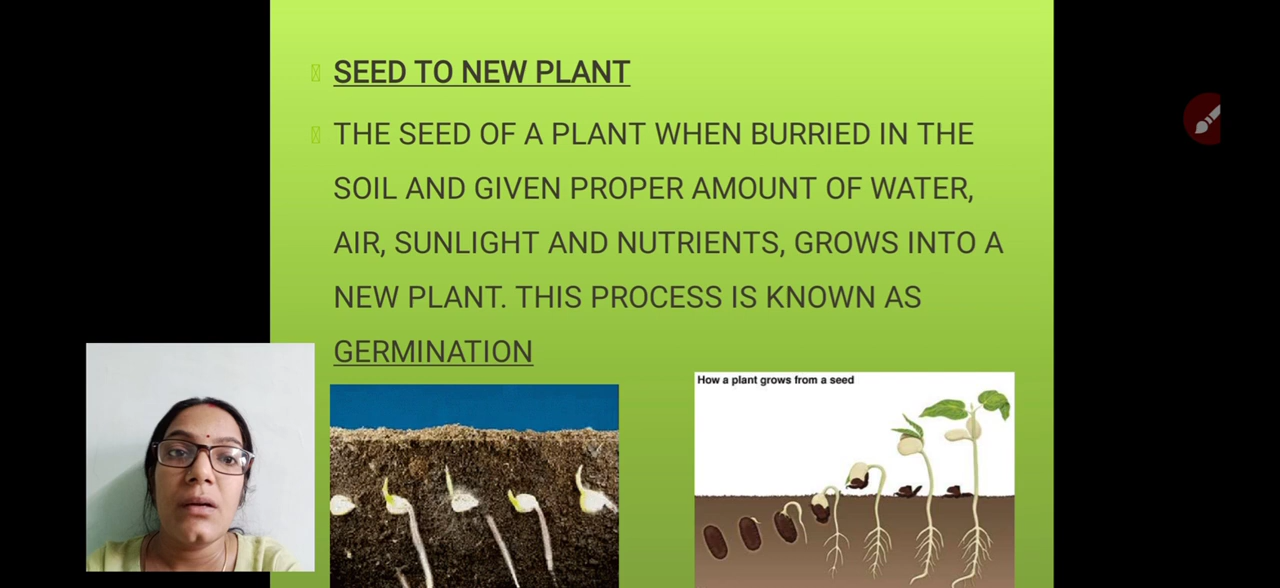 SEED TO NEW PLANT
THE SEED OF A PLANT WHEN BURRIED IN THE
SOIL AND GIVEN PROPER AMOUNT OF WATER,
AIR, SUNLIGHT AND NUTRIENTS, GROWS INTO A
NEW PLANT. THIS PROCESS IS KNOWN AS
GERMINATION
How a plant grows from a seed